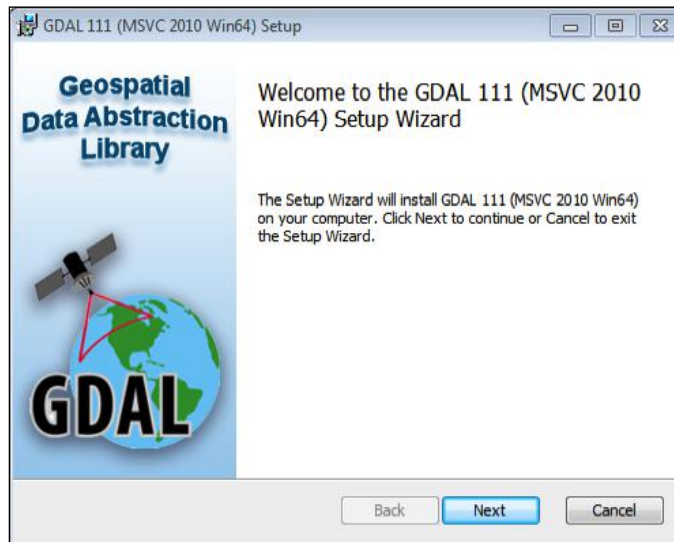 GDAL 111 (MSVC 2010 Win64) Setup
Geospatial
Data Abstraction
Library
GDAL
Welcome to the GDAL 111 (MSVC 2010
Win64) Setup Wizard
The Setup Wizard will install GDAL 111 (MSVC 2010 Win64)
on your computer. Click Next to continue or Cancel to exit
the Setup Wizard.
Back
Next
Cancel